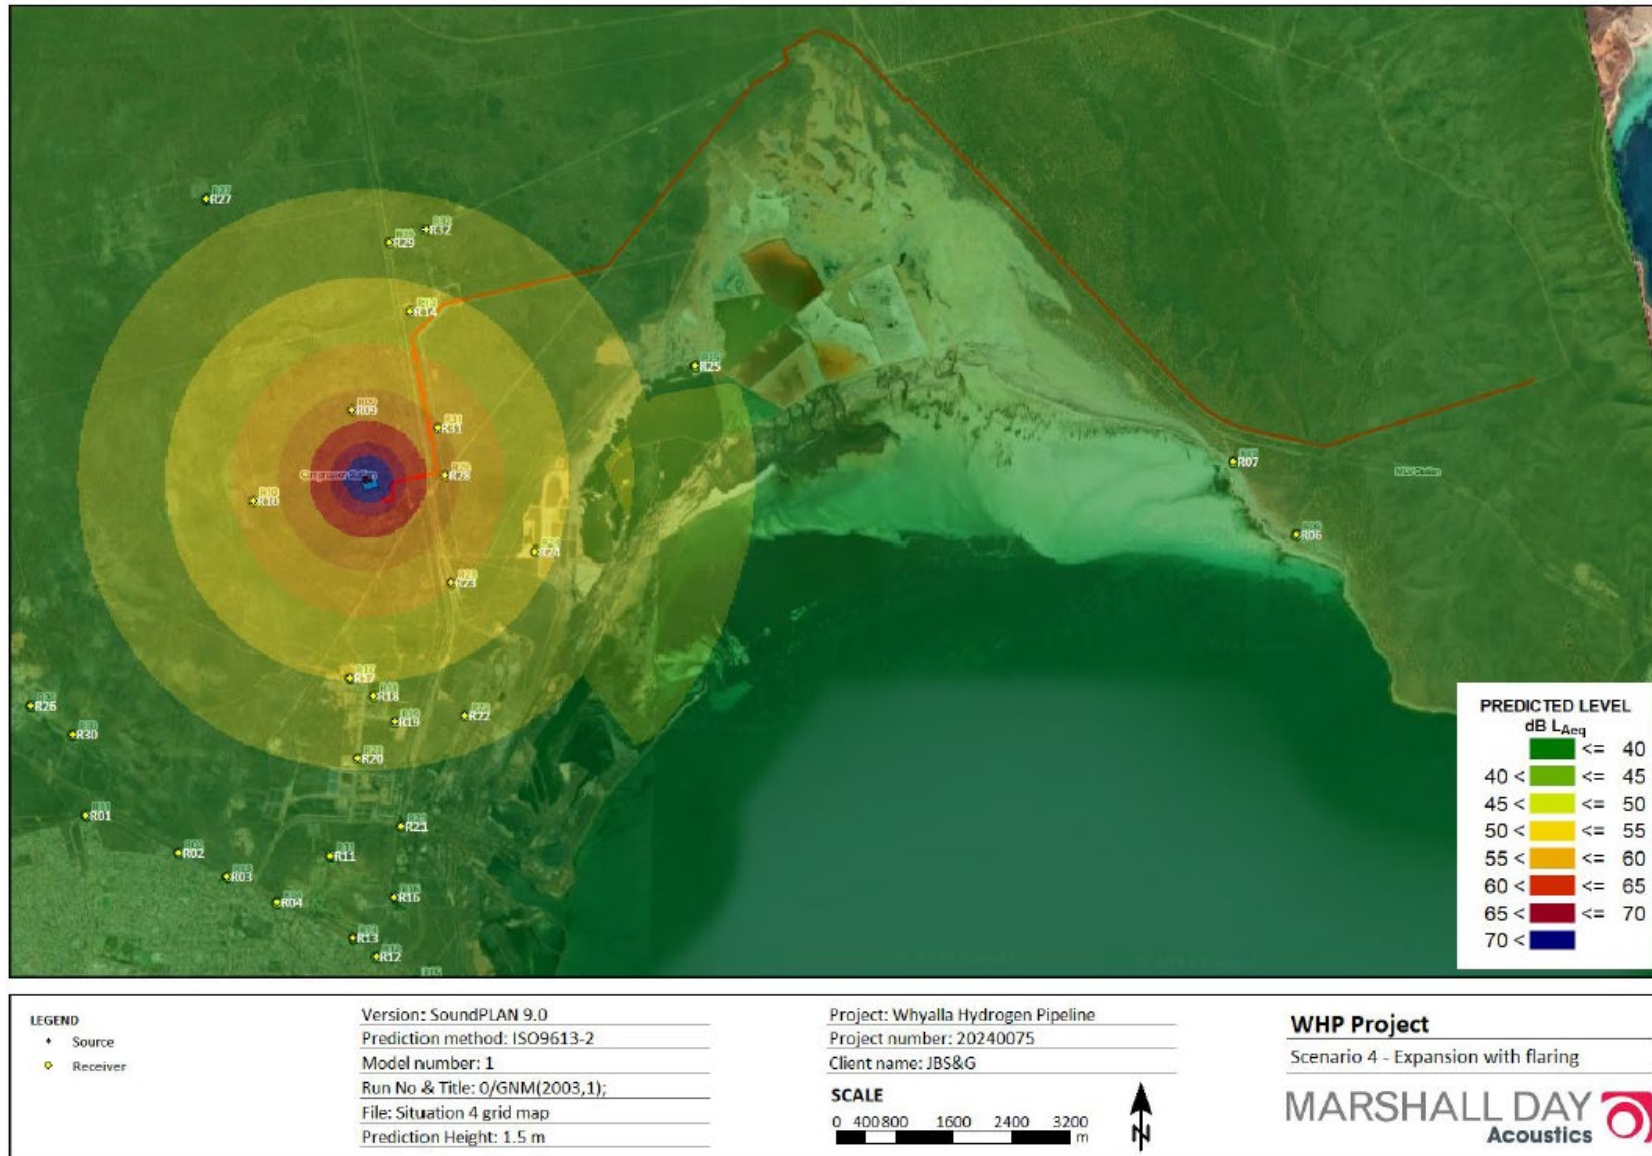 R27
R32
R29
R14
R25
R09
R31
Compressor Station
R28
R07
MLV Station
R10
R06
R24
R23
R17
R18
R26
R19
R22
R30
R20
R01
R21
R02
R11
R03
R16
R04
R13
R12
PREDICTED LEVEL
dB LAeq
<= 40
40 < <= 45
45 < <= 50
50 < <= 55
55 < <= 60
60 < <= 65
65 < <= 70
70 <
LEGEND
Source
Receiver
Version: SoundPLAN 9.0
Prediction method: ISO9613-2
Model number: 1
Run No & Title: 0/GNM(2003,1);
File: Situation 4 grid map
Prediction Height: 1.5 m
Project: Whyalla Hydrogen Pipeline
Project number: 20240075
Client name: JBS&G
SCALE
0 400 800 1600 2400 3200
m
N
WHP Project
Scenario 4 - Expansion with flaring
MARSHALL DAY
Acoustics